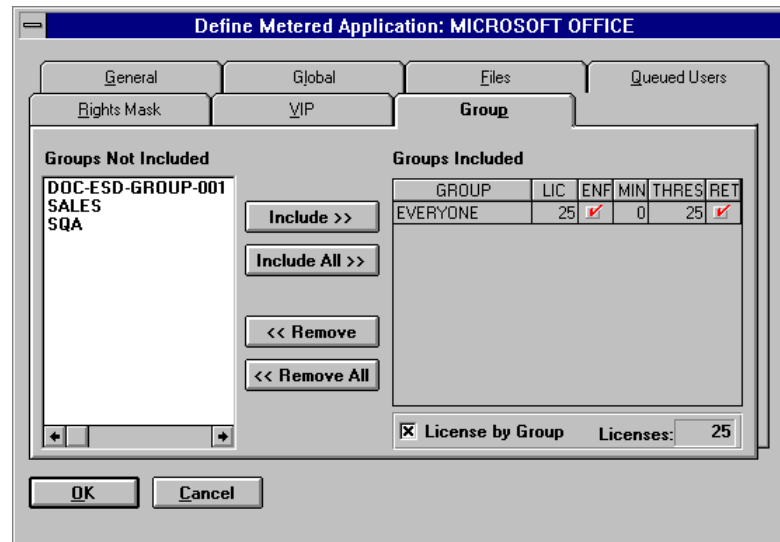 Define Metered Application: MICROSOFT OFFICE
General Global Files Queued Users
Rights Mask VIP Group
Groups Not Included
DOC-ESD-GROUP-001
SALES
SQA
Include >>
Include All >>
<< Remove
<< Remove All
Groups Included
GROUP LIC ENF MIN THRES RET
EVERYONE 25 0 25
License by Group Licenses: 25
OK Cancel